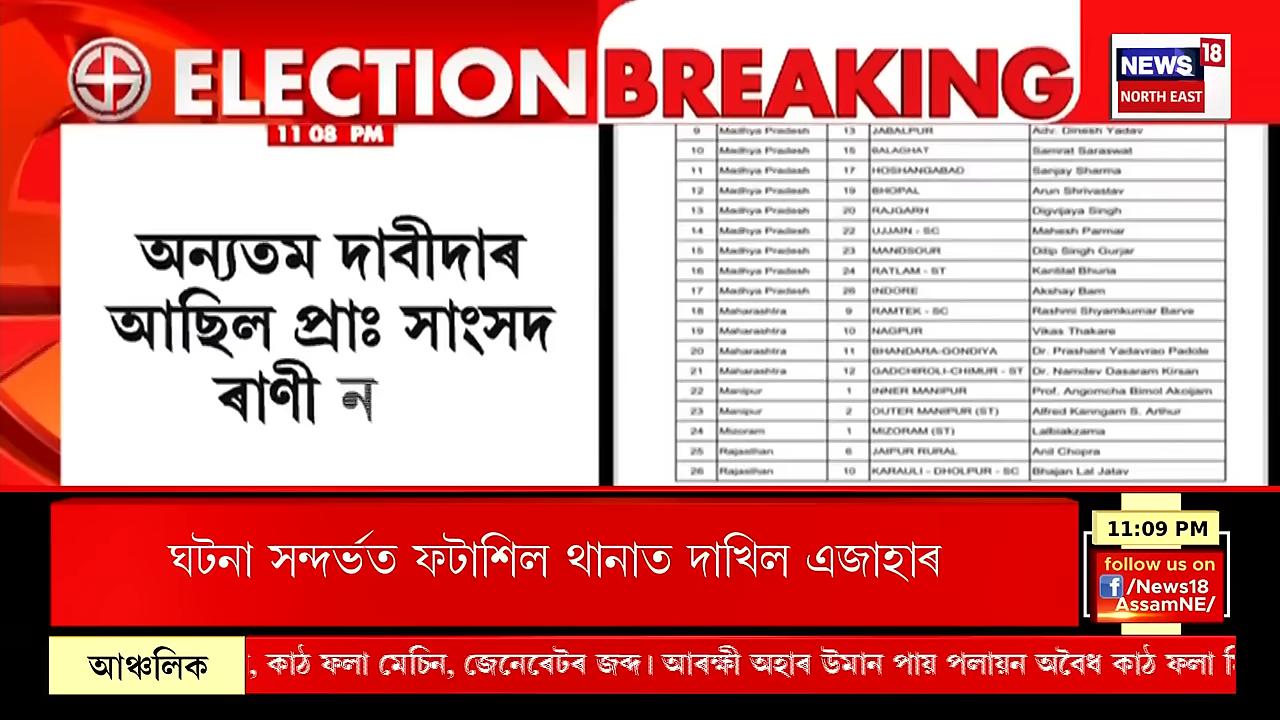 ELECTION BREAKING
NEWS 18
NORTH EAST
11 08 PM
অন্যতম দাবীদাৰ
আছিল প্ৰাঃ সাংসদ
ৰাণী ন
9 Madhya Pradesh 13 JABALPUR Adv. Dinesh Yadav
10 Madhya Pradesh 15 BALAGHAT Samrat Saraswat
11 Madhya Pradesh 17 HOSHANGABAD Sanjay Sharma
12 Madhya Pradesh 19 BHOPAL Arun Shrivastav
13 Madhya Pradesh 20 RAJGARH Digvijaya Singh
14 Madhya Pradesh 22 UJJAIN - SC Mahesh Parmar
15 Madhya Pradesh 23 MANDSOUR Dilip Singh Gurjar
16 Madhya Pradesh 24 RATLAM - ST Kantilal Bhuria
17 Madhya Pradesh 26 INDORE Akshay Bam
18 Maharashtra 9 RAMTEK - SC Rashmi Shyamkumar Barve
19 Maharashtra 10 NAGPUR Vikas Thakare
20 Maharashtra 11 BHANDARA-GONDIYA Dr. Prashant Yadavrao Padole
21 Maharashtra 12 GADCHIROLI-CHIMUR - ST Dr. Namdev Dasaram Kirsan
22 Manipur 1 INNER MANIPUR Prof. Angomcha Bimol Akoijam
23 Manipur 2 OUTER MANIPUR (ST) Alfred Kanngam S. Arthur
24 Mizoram 1 MIZORAM (ST) Lalbiakzama
25 Rajasthan 6 JAIPUR RURAL Anil Chopra
26 Rajasthan 10 KARAULI - DHOLPUR - SC Bhajan Lal Jatav
ঘটনা সন্দৰ্ভত ফটাশিল থানাত দাখিল এজাহাৰ
11:09 PM
follow us on
f/News18
AssamNE/
আঞ্চলিক
, কাঠ ফলা মেচিন, জেনেৰেটৰ জব্দ। আৰক্ষী অহাৰ উমান পায় পলায়ন অবৈধ কাঠ ফলা